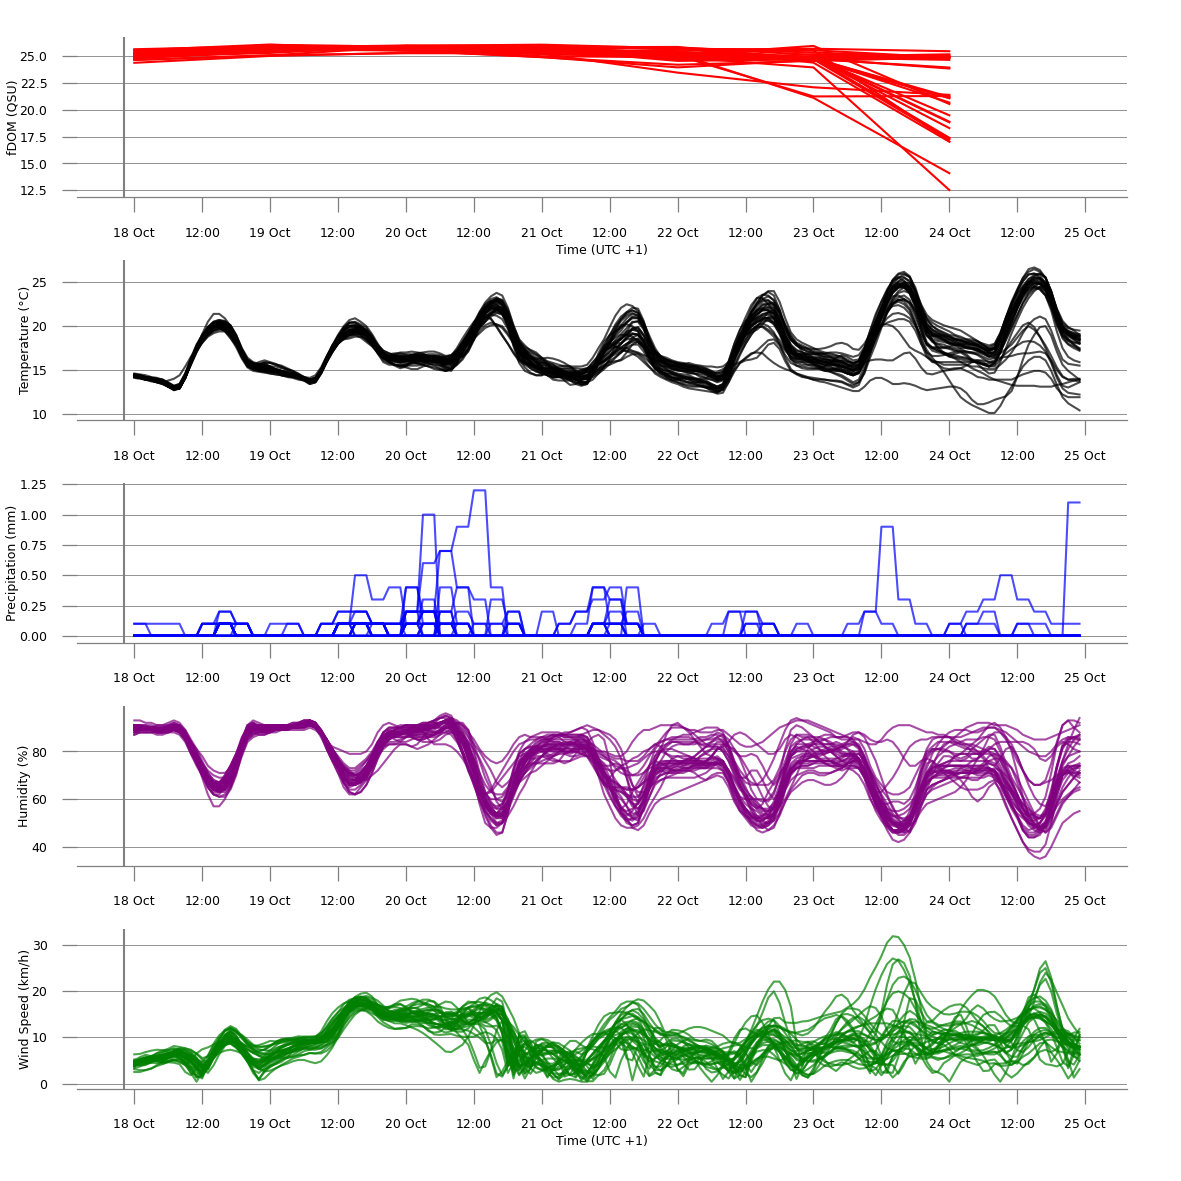 fDOM (QSU)
25.0
22.5
20.0
17.5
15.0
12.5
18 Oct 12:00 19 Oct 12:00 20 Oct 12:00 21 Oct 12:00 22 Oct 12:00 23 Oct 12:00 24 Oct 12:00 25 Oct
Time (UTC +1)
Temperature (°C)
25
20
15
10
18 Oct 12:00 19 Oct 12:00 20 Oct 12:00 21 Oct 12:00 22 Oct 12:00 23 Oct 12:00 24 Oct 12:00 25 Oct
Precipitation (mm)
1.25
1.00
0.75
0.50
0.25
0.00
18 Oct 12:00 19 Oct 12:00 20 Oct 12:00 21 Oct 12:00 22 Oct 12:00 23 Oct 12:00 24 Oct 12:00 25 Oct
Humidity (%)
80
60
40
18 Oct 12:00 19 Oct 12:00 20 Oct 12:00 21 Oct 12:00 22 Oct 12:00 23 Oct 12:00 24 Oct 12:00 25 Oct
Wind Speed (km/h)
30
20
10
0
18 Oct 12:00 19 Oct 12:00 20 Oct 12:00 21 Oct 12:00 22 Oct 12:00 23 Oct 12:00 24 Oct 12:00 25 Oct
Time (UTC +1)